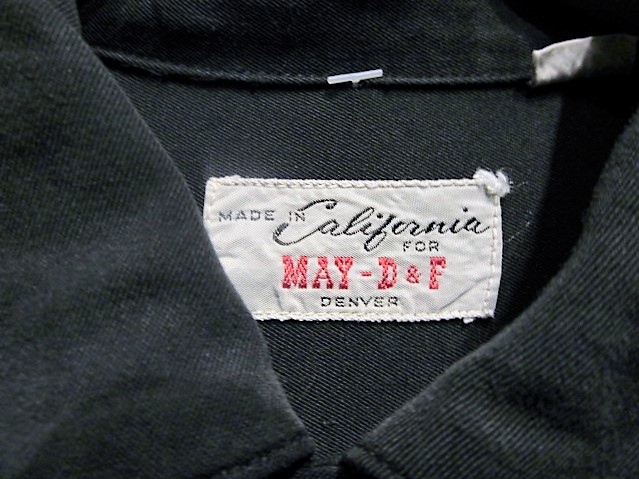 MADE IN California
FOR
MAY-D&F
DENVER